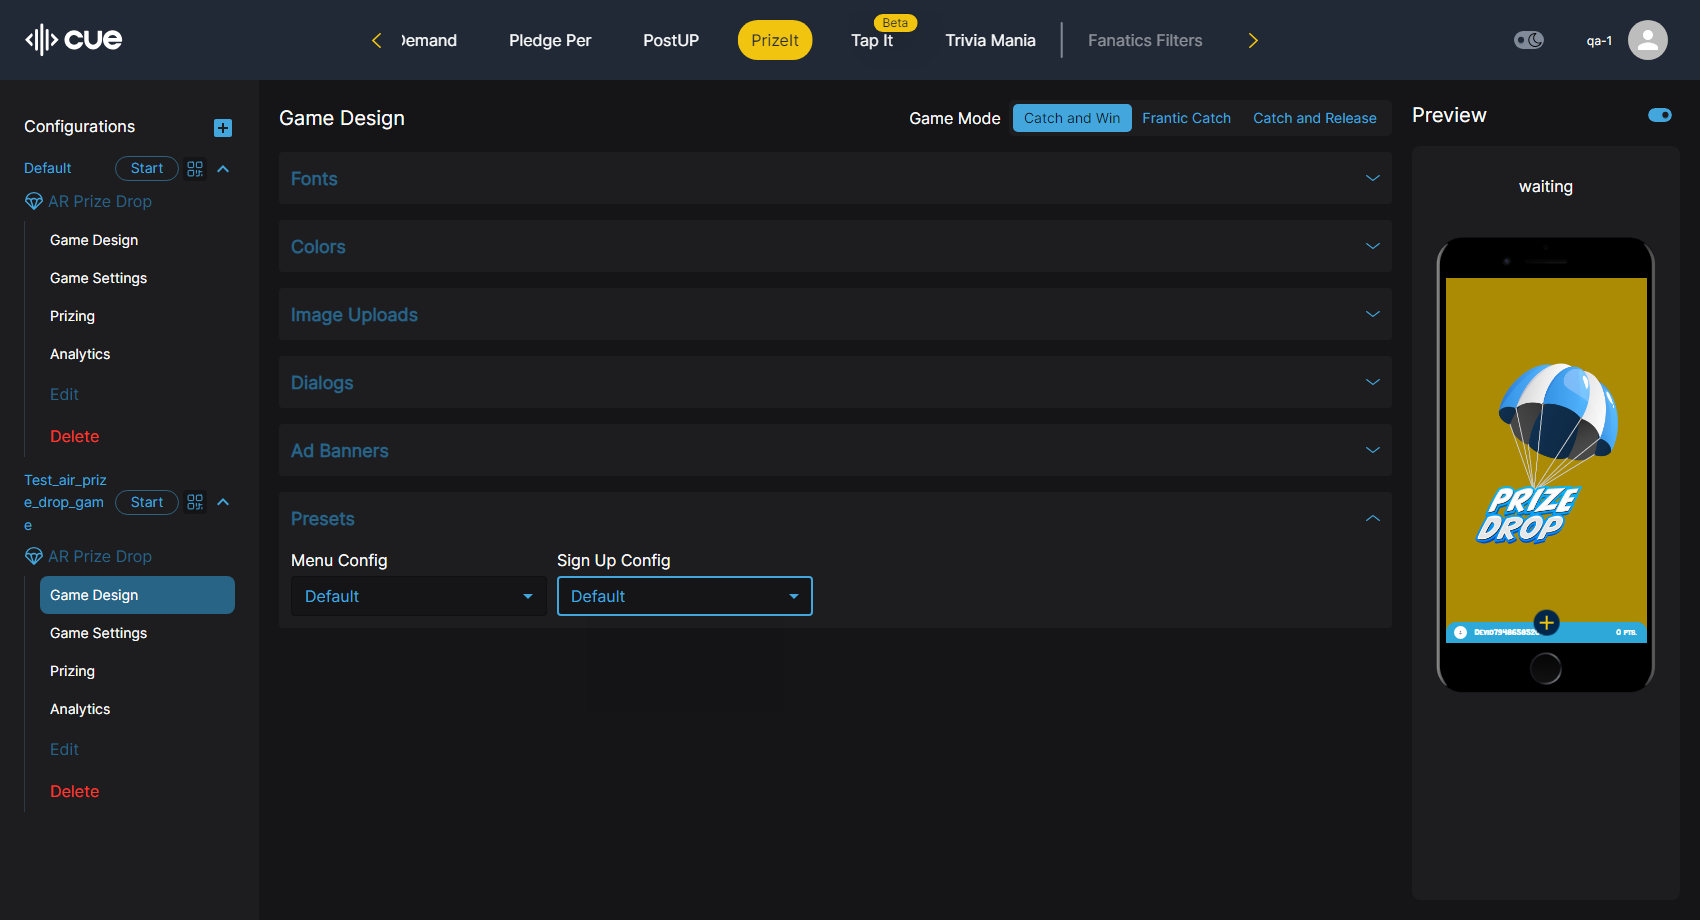 cue
Demand
Pledge Per
PostUP
PrizeIt
Beta
Tap It
Trivia Mania
Fanatics Filters
qa-1
Configurations
Default
Start
AR Prize Drop
Game Design
Game Settings
Prizing
Analytics
Edit
Delete
Test_air_priz
e_drop_gam
e
Start
AR Prize Drop
Game Design
Game Settings
Prizing
Analytics
Edit
Delete
Game Design
Game Mode
Catch and Win
Frantic Catch
Catch and Release
Fonts
Colors
Image Uploads
Dialogs
Ad Banners
Presets
Menu Config
Sign Up Config
Default
Default
Preview
waiting
PRIZE
DROP
0 PTS.